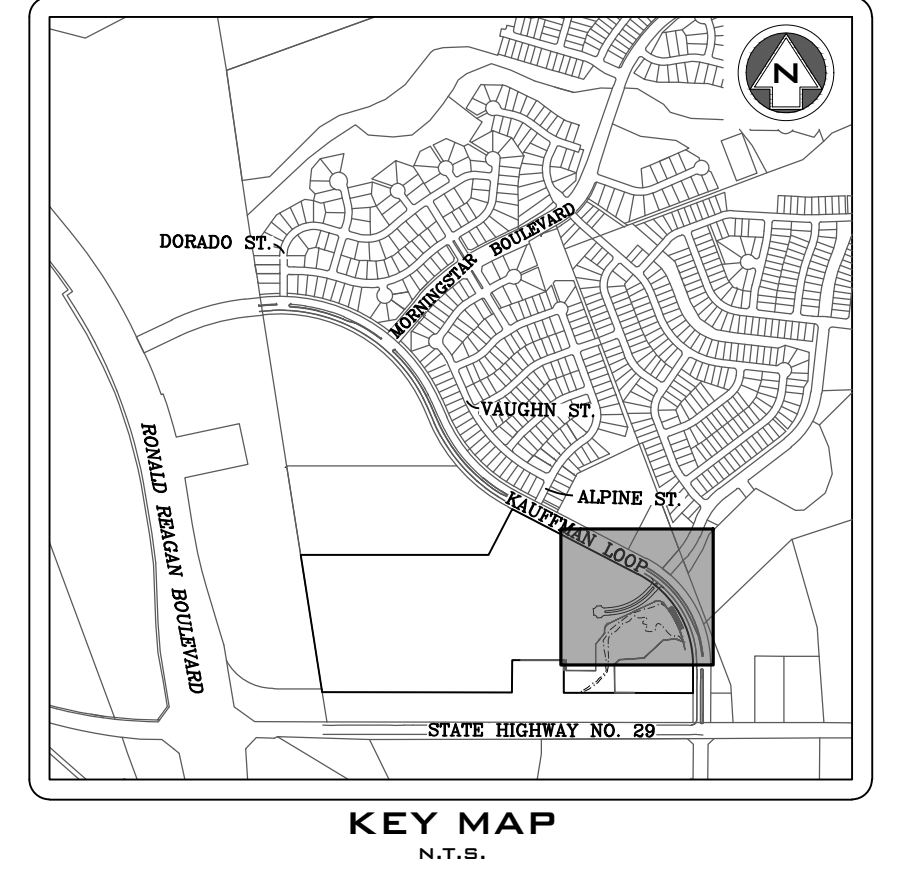 N
DORADO ST.
MORNINGSTAR BOULEVARD
VAUGHN ST.
RONALD REAGAN BOULEVARD
ALPINE ST.
KAUFFMAN LOOP
STATE HIGHWAY NO. 29
KEY MAP
N.T.S.